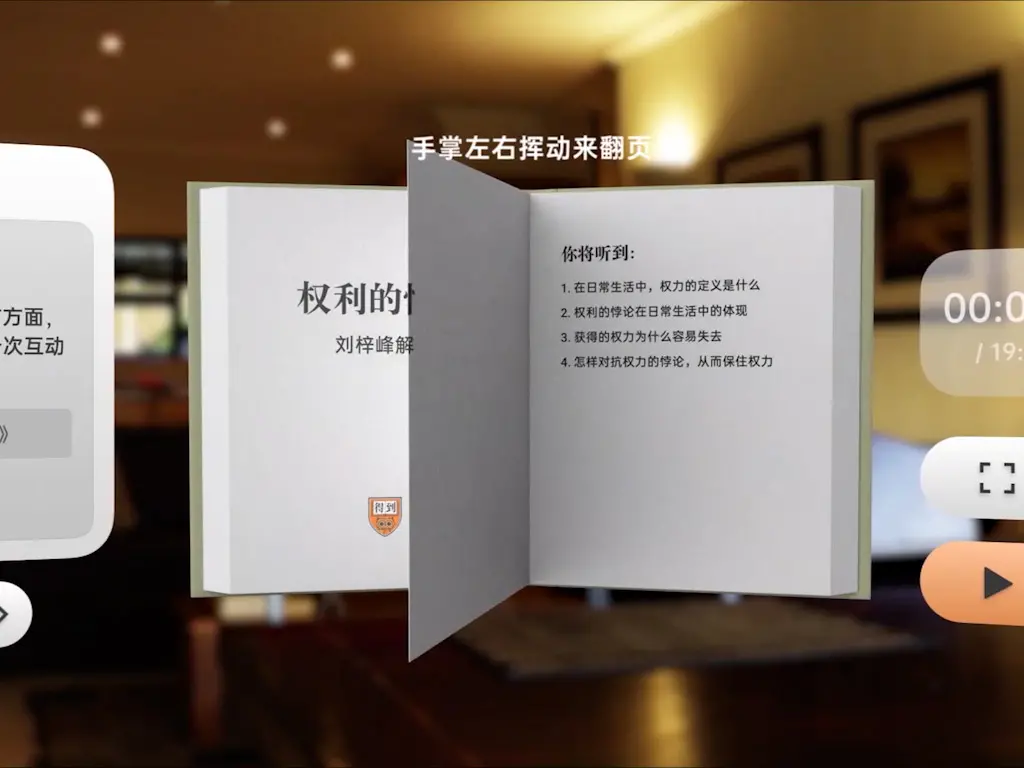 手掌左右挥动来翻页
方面，
次互动
》
权利的
刘梓峰解
得到
你将听到：
1. 在日常生活中，权力的定义是什么
2. 权利的悖论在日常生活中的体现
3. 获得的权力为什么容易失去
4. 怎样对抗权力的悖论，从而保住权力
00:0
/ 19: